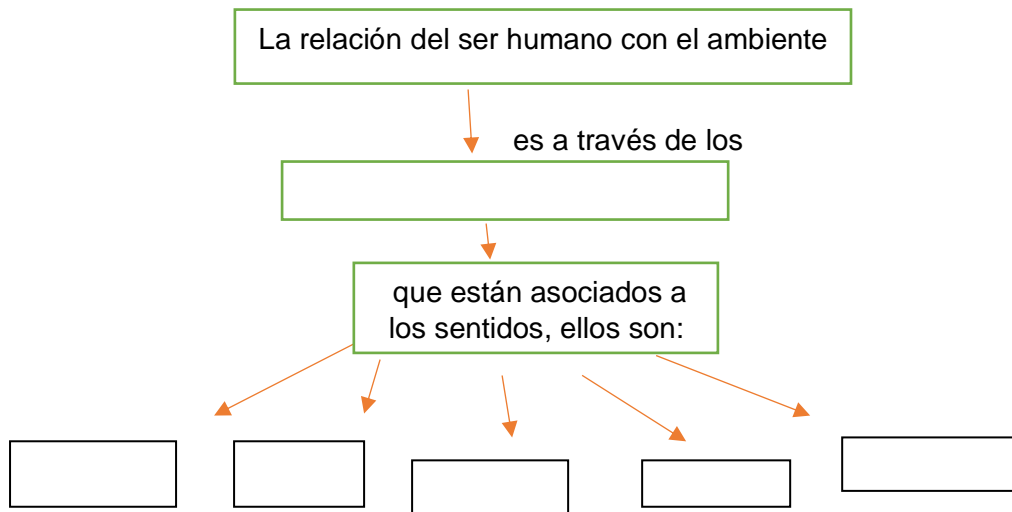 La relación del ser humano con el ambiente
es a través de los
que están asociados a
los sentidos, ellos son: